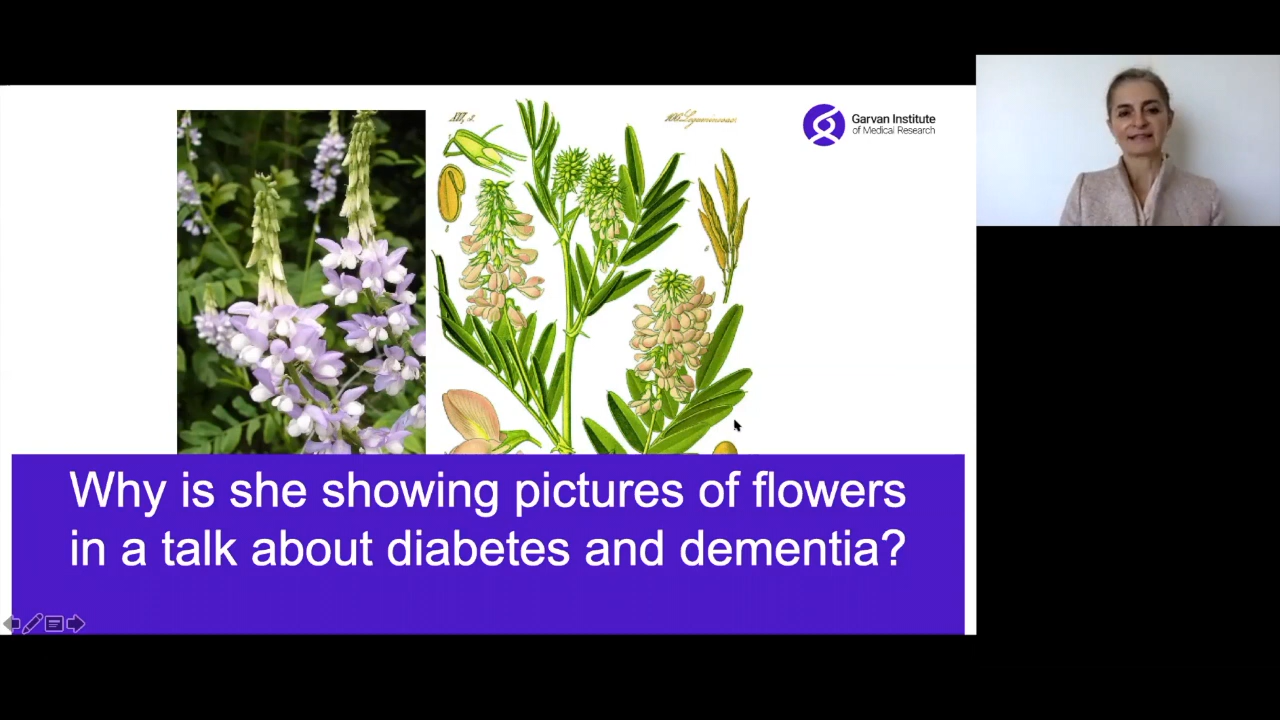 Garvan Institute
of Medical Research
Why is she showing pictures of flowers
in a talk about diabetes and dementia?